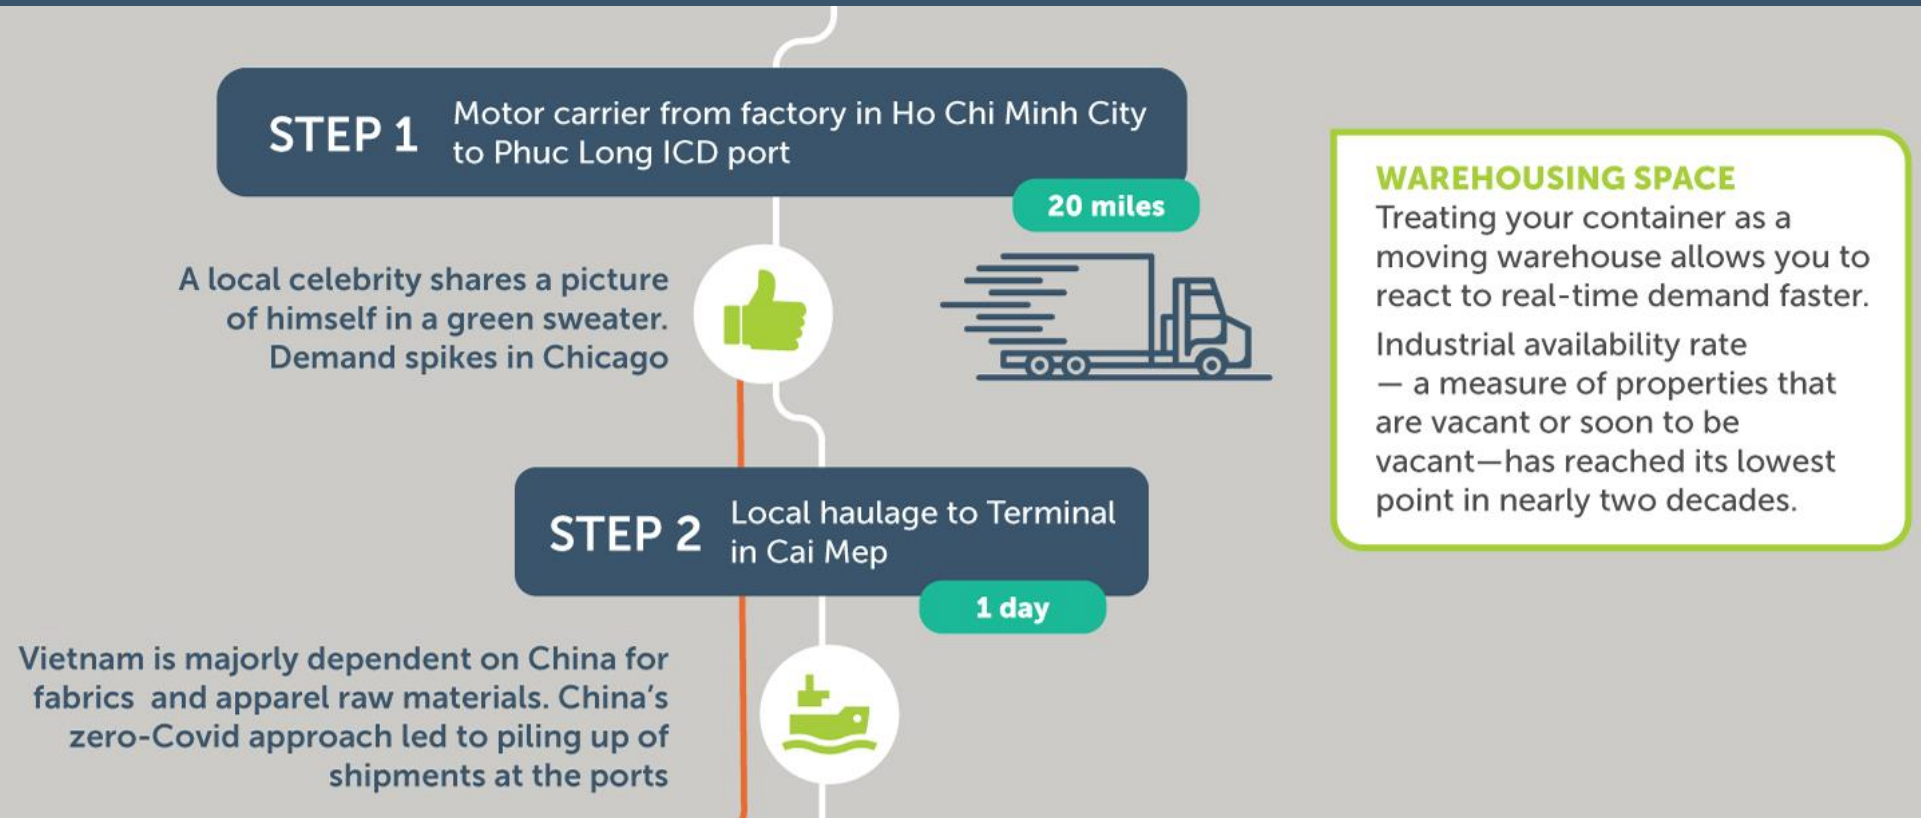 STEP 1
Motor carrier from factory in Ho Chi Minh City
to Phuc Long ICD port
20 miles
A local celebrity shares a picture
of himself in a green sweater.
Demand spikes in Chicago
WAREHOUSING SPACE
Treating your container as a
moving warehouse allows you to
react to real-time demand faster.
Industrial availability rate
— a measure of properties that
are vacant or soon to be
vacant—has reached its lowest
point in nearly two decades.
STEP 2
Local haulage to Terminal
in Cai Mep
1 day
Vietnam is majorly dependent on China for
fabrics and apparel raw materials. China’s
zero-Covid approach led to piling up of
shipments at the ports